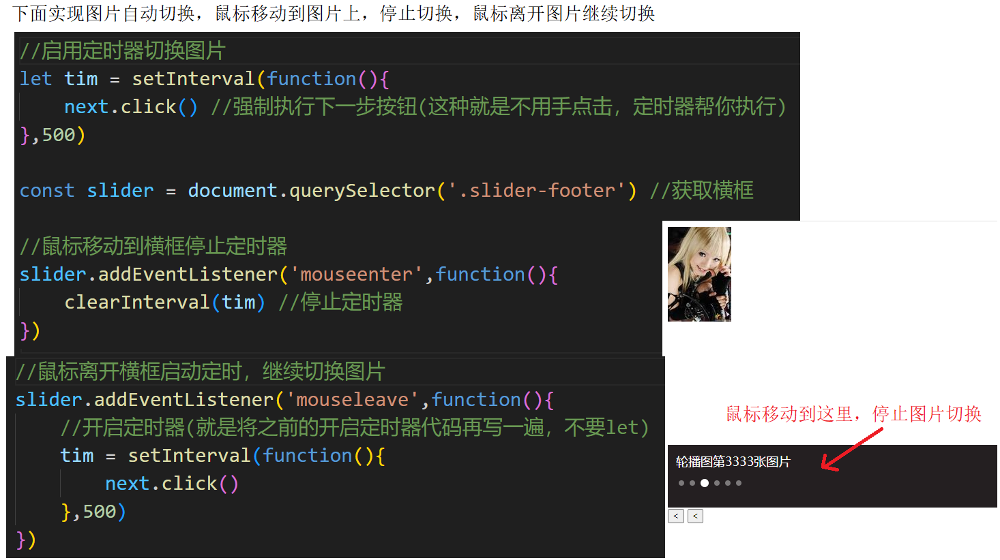 下面实现图片自动切换，鼠标移动到图片上，停止切换，鼠标离开图片继续切换
//启用定时器切换图片
let tim = setInterval(function(){
    next.click() //强制执行下一步按钮(这种就是不用手点击，定时器帮你执行)
},500)
const slider = document.querySelector('.slider-footer') //获取横框
//鼠标移动到横框停止定时器
slider.addEventListener('mouseenter',function(){
    clearInterval(tim) //停止定时器
})
//鼠标离开横框启动定时，继续切换图片
slider.addEventListener('mouseleave',function(){
    //开启定时器(就是将之前的开启定时器代码再写一遍，不要let)
    tim = setInterval(function(){
        next.click()
    },500)
})
鼠标移动到这里，停止图片切换
轮播图第3333张图片
< <